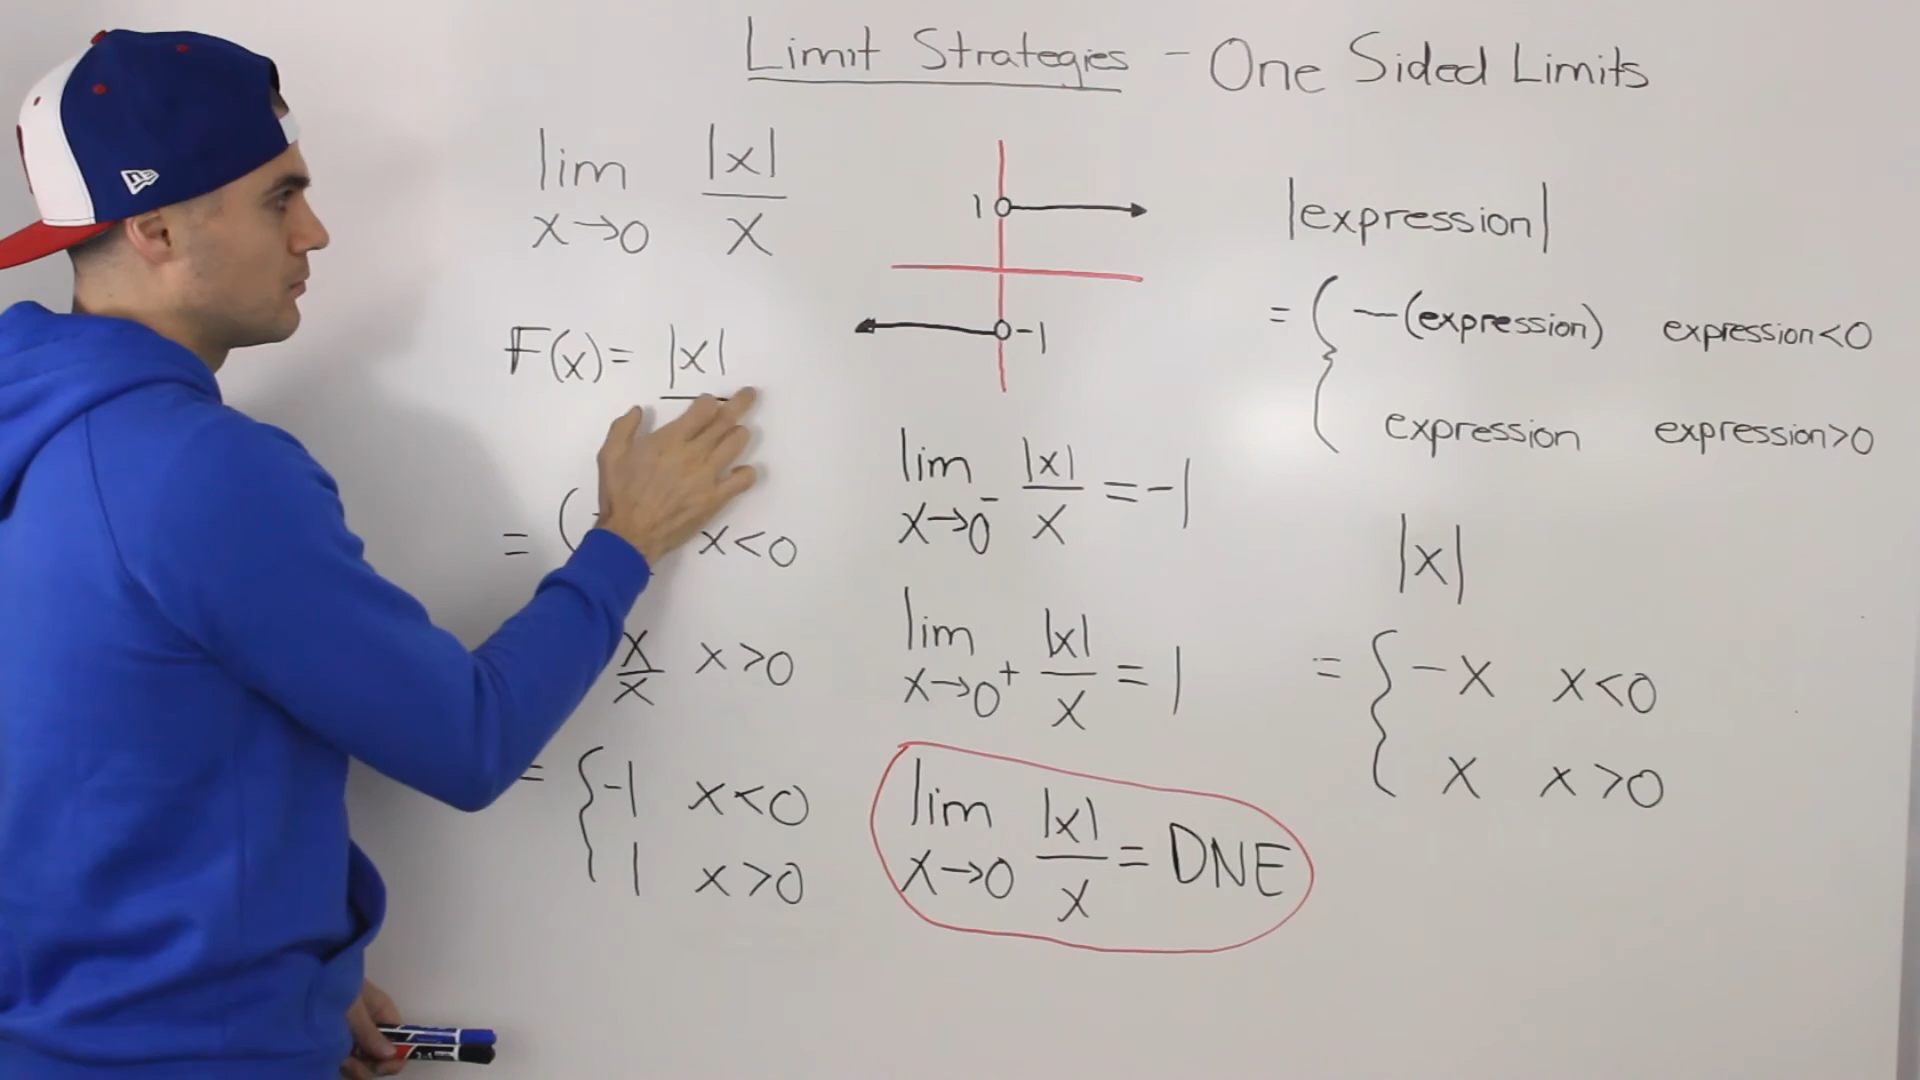 Limit Strategies - One Sided Limits
lim x→0 |x|/x
1
-1
F(x) = |x|
= x<0
x/x x>0
= { -1 x<0
1 x>0
lim x→0⁻ |x|/x = -1
lim x→0⁺ |x|/x = 1
lim x→0 |x|/x = DNE
|expression|
= { -(expression) expression<0
expression expression>0
|x|
= { -x x<0
x x>0